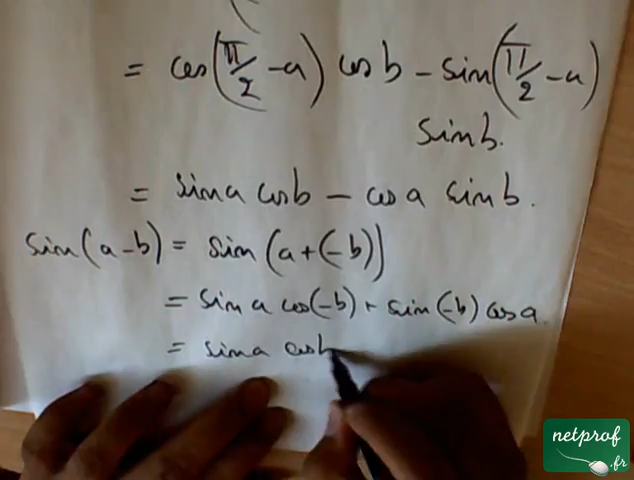 = cos(π/2 - a) cos b - sin(π/2 - a)
sin b.
= sin a cos b - cos a sin b.
sin(a-b) = sin(a+(-b))
= sin a cos(-b) + sin(-b) cos a.
= sin a cos b
netprof
.fr